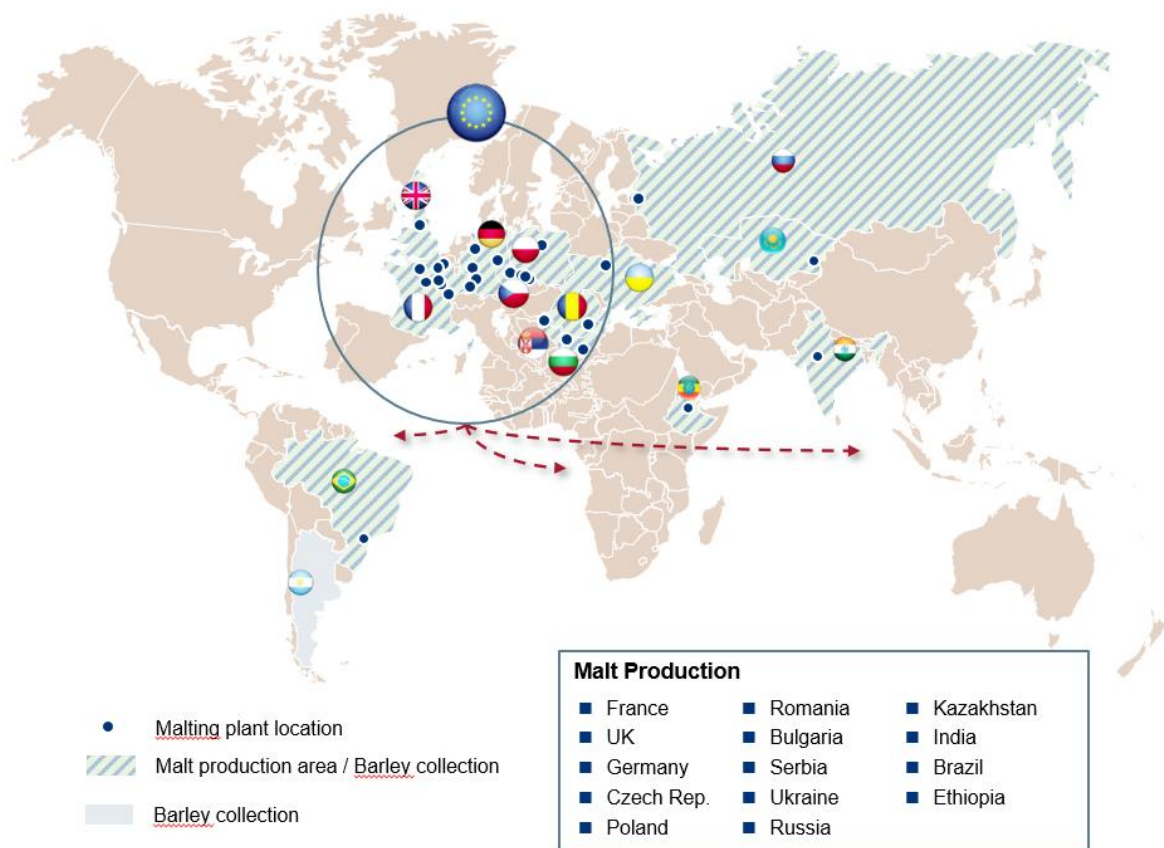 Malting plant location
Malt production area / Barley collection
Barley collection
Malt Production
France
UK
Germany
Czech Rep.
Poland
Romania
Bulgaria
Serbia
Ukraine
Russia
Kazakhstan
India
Brazil
Ethiopia